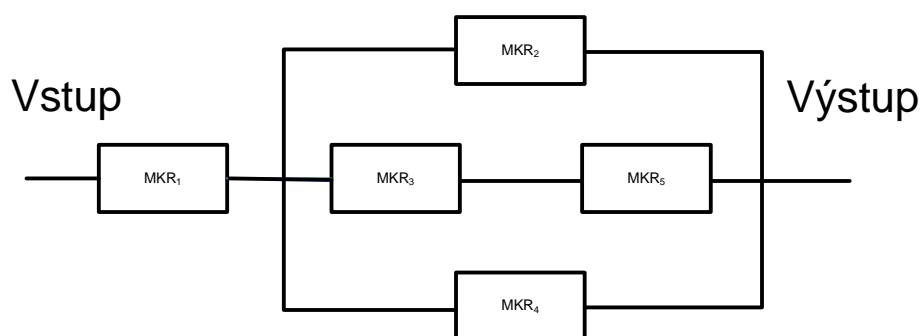 MKR₂
Vstup
Výstup
MKR₁
MKR₃
MKR₅
MKR₄